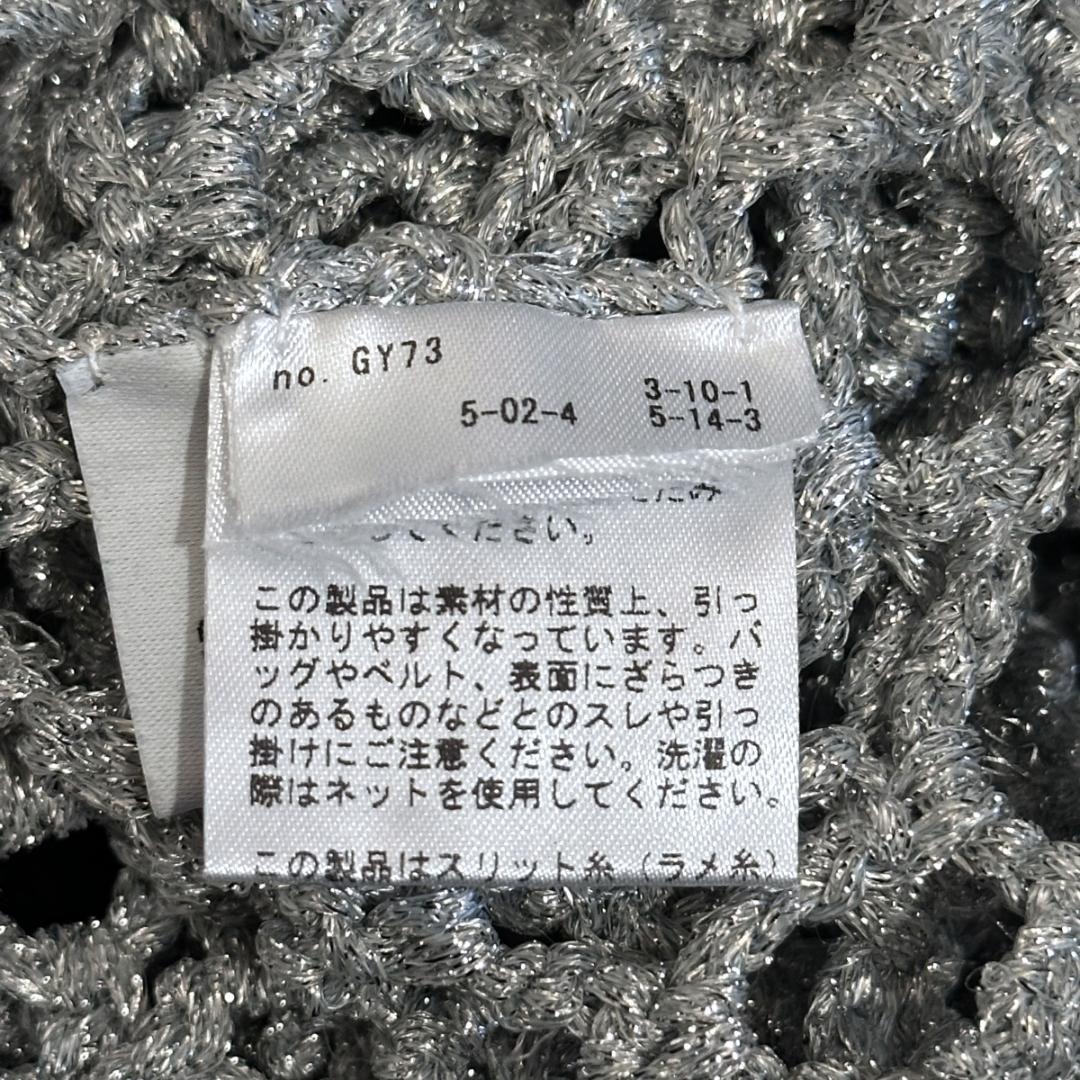 no. GY73
3-10-1
5-02-4 5-14-3
ください。
この製品は素材の性質上、引っ
掛かりやすくなっています。バ
ッグやベルト、表面にざらつき
のあるものなどとのスレや引っ
掛けにご注意ください。洗濯の
際はネットを使用してください。
この製品はスリット糸（ラメ糸）